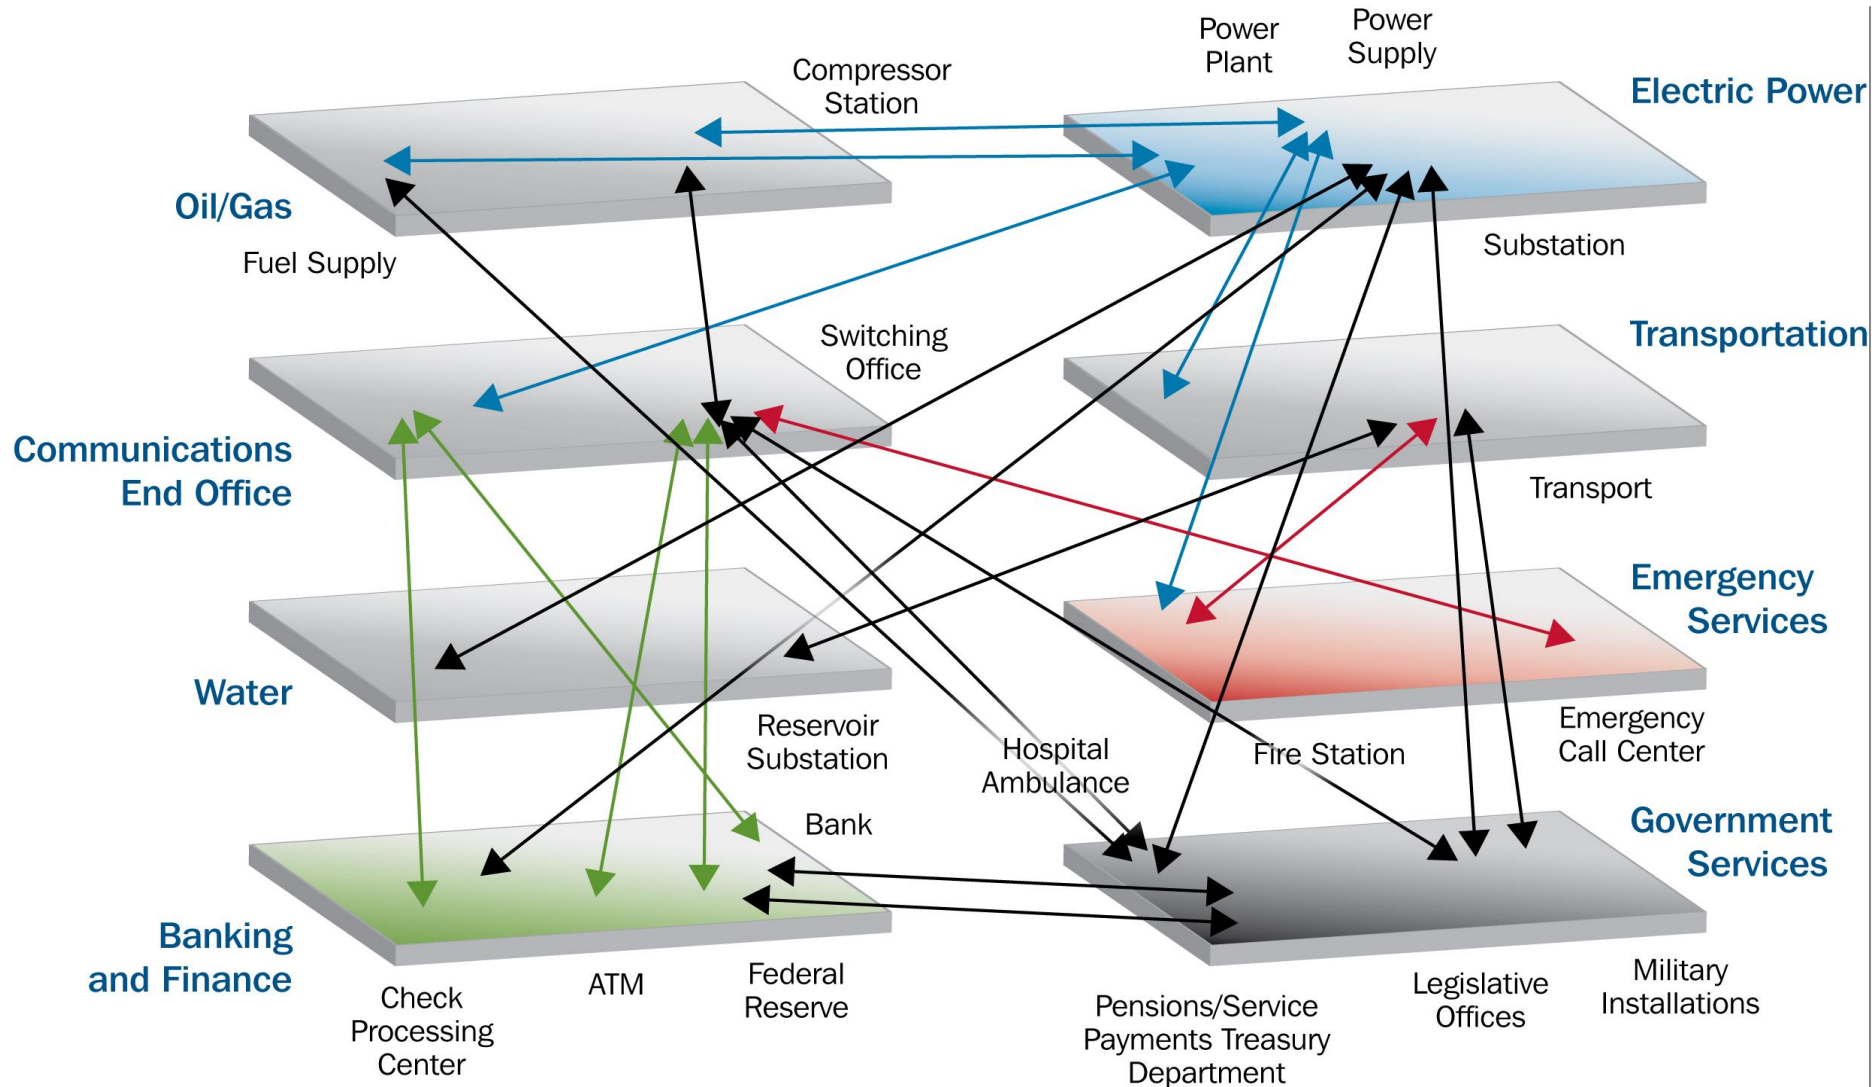 Power
Plant
Power
Supply
Compressor
Station
Electric Power
Oil/Gas
Fuel Supply
Substation
Switching
Office
Transportation
Communications
End Office
Transport
Emergency
Services
Water
Reservoir
Substation
Hospital
Ambulance
Fire Station
Emergency
Call Center
Bank
Government
Services
Banking
and Finance
Check
Processing
Center
ATM
Federal
Reserve
Pensions/Service
Payments Treasury
Department
Legislative
Offices
Military
Installations